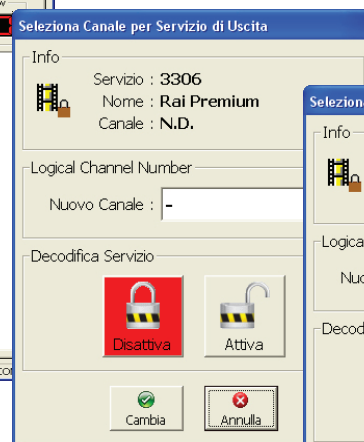 Seleziona Canale per Servizio di Uscita
Info
Servizio : 3306
Nome : Rai Premium
Canale : N.D.
Logical Channel Number
Nuovo Canale : -
Decodifica Servizio
Disattiva
Attiva
Cambia
Annulla
Selezion
Info
Logica
Nuo
Decod